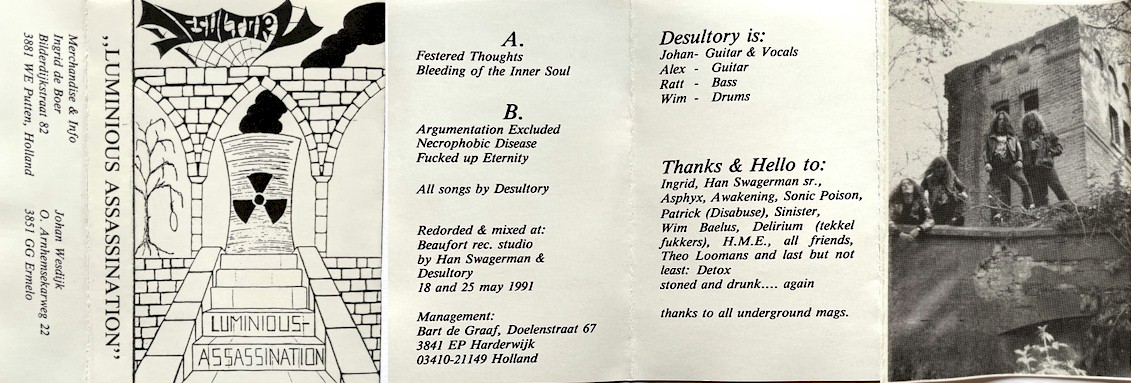 Merchandise & Info
Ingrid de Boer
Bilderdijkstraat 82
3881 WE Putten, Holland
Johan Wesdijk
O. Arnhemsekarweg 22
3851 GG Ermelo
„LUMINIOUS ASSASSINATION”
DESULTORY
LUMINIOUS-
ASSASSINATION
A.
Festered Thoughts
Bleeding of the Inner Soul
B.
Argumentation Excluded
Necrophobic Disease
Fucked up Eternity
All songs by Desultory
Redorded & mixed at:
Beaufort rec. studio
by Han Swagerman &
Desultory
18 and 25 may 1991
Management:
Bart de Graaf, Doelenstraat 67
3841 EP Harderwijk
03410-21149 Holland
Desultory is:
Johan- Guitar & Vocals
Alex - Guitar
Ratt - Bass
Wim - Drums
Thanks & Hello to:
Ingrid, Han Swagerman sr.,
Asphyx, Awakening, Sonic Poison,
Patrick (Disabuse), Sinister,
Wim Baelus, Delirium (tekkel
fukkers), H.M.E., all friends,
Theo Loomans and last but not
least: Detox
stoned and drunk.... again
thanks to all underground mags.